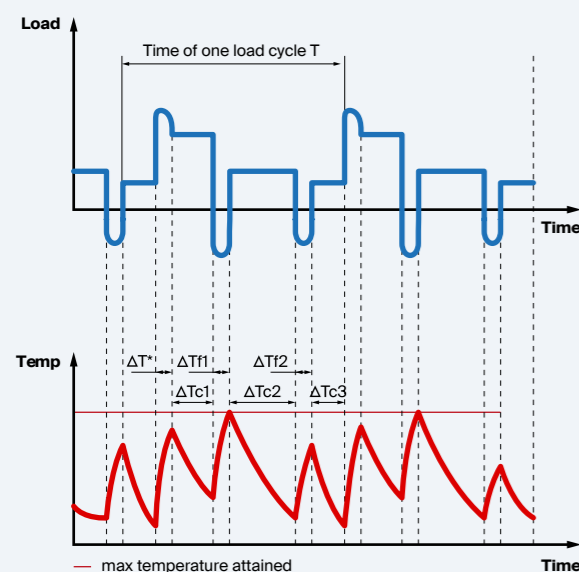 Load
Time of one load cycle T
Time
Temp
ΔT* ΔTf1 ΔTf2
ΔTc1 ΔTc2 ΔTc3
max temperature attained
Time